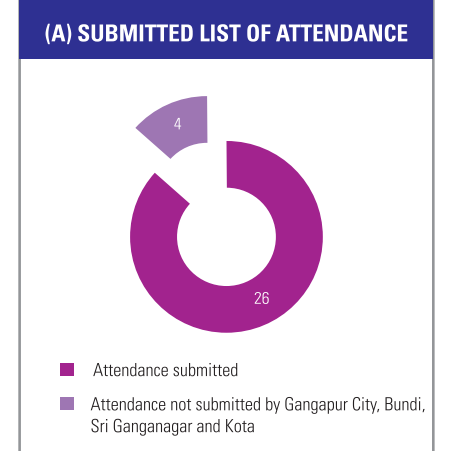 (A) SUBMITTED LIST OF ATTENDANCE
4
26
Attendance submitted
Attendance not submitted by Gangapur City, Bundi,
Sri Ganganagar and Kota